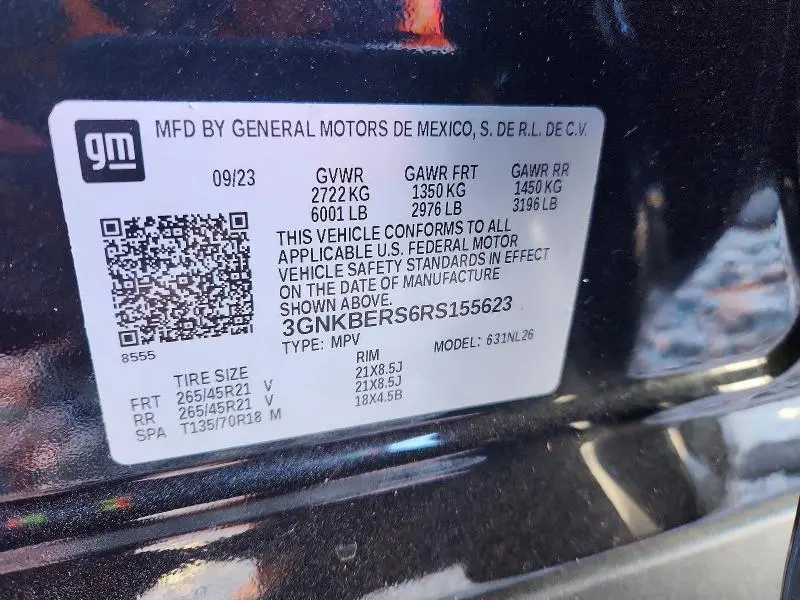 gm
MFD BY GENERAL MOTORS DE MEXICO, S. DE R.L. DE C.V.
09/23 GVWR GAWR FRT GAWR RR
2722 KG 1350 KG 1450 KG
6001 LB 2976 LB 3196 LB
THIS VEHICLE CONFORMS TO ALL
APPLICABLE U.S. FEDERAL MOTOR
VEHICLE SAFETY STANDARDS IN EFFECT
ON THE DATE OF MANUFACTURE
SHOWN ABOVE.
3GNKBERS6RS155623
8555
TYPE: MPV MODEL: 631NL26
TIRE SIZE RIM
FRT 265/45R21 V 21X8.5J
RR 265/45R21 V 21X8.5J
SPA T135/70R18 M 18X4.5B